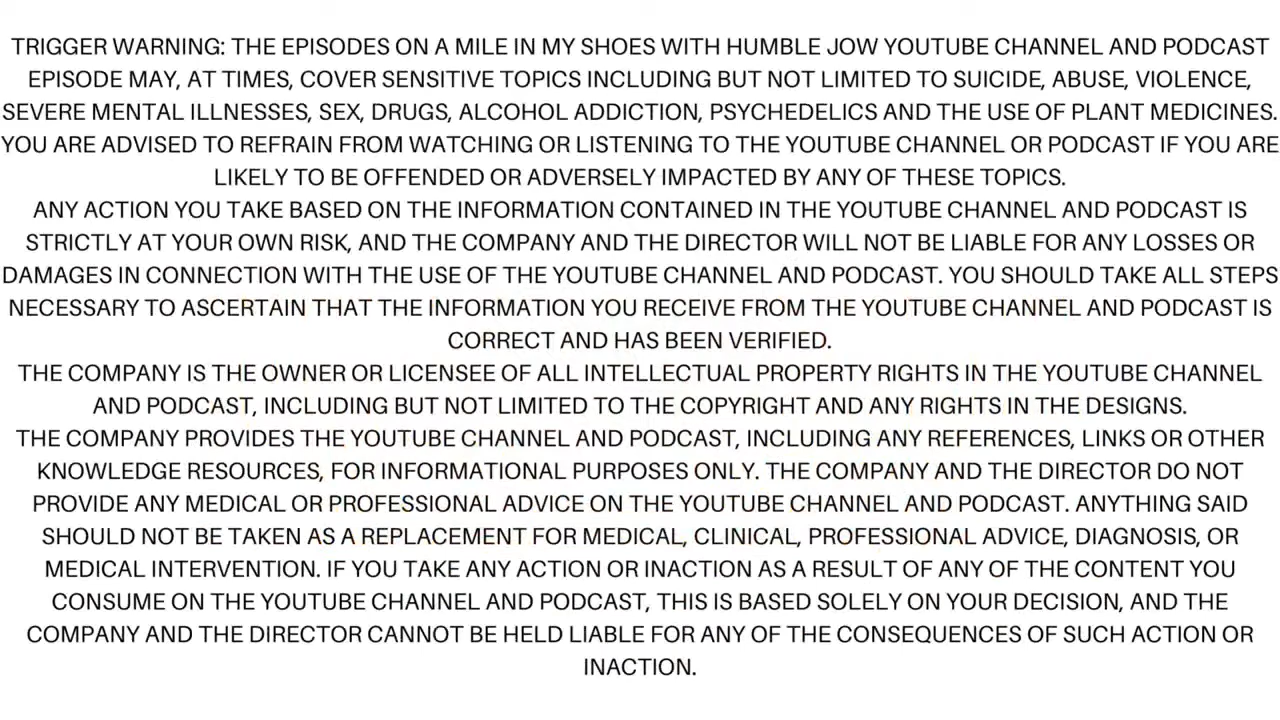 TRIGGER WARNING: THE EPISODES ON A MILE IN MY SHOES WITH HUMBLE JOW YOUTUBE CHANNEL AND PODCAST
EPISODE MAY, AT TIMES, COVER SENSITIVE TOPICS INCLUDING BUT NOT LIMITED TO SUICIDE, ABUSE, VIOLENCE,
SEVERE MENTAL ILLNESSES, SEX, DRUGS, ALCOHOL ADDICTION, PSYCHEDELICS AND THE USE OF PLANT MEDICINES.
YOU ARE ADVISED TO REFRAIN FROM WATCHING OR LISTENING TO THE YOUTUBE CHANNEL OR PODCAST IF YOU ARE
LIKELY TO BE OFFENDED OR ADVERSELY IMPACTED BY ANY OF THESE TOPICS.
ANY ACTION YOU TAKE BASED ON THE INFORMATION CONTAINED IN THE YOUTUBE CHANNEL AND PODCAST IS
STRICTLY AT YOUR OWN RISK, AND THE COMPANY AND THE DIRECTOR WILL NOT BE LIABLE FOR ANY LOSSES OR
DAMAGES IN CONNECTION WITH THE USE OF THE YOUTUBE CHANNEL AND PODCAST. YOU SHOULD TAKE ALL STEPS
NECESSARY TO ASCERTAIN THAT THE INFORMATION YOU RECEIVE FROM THE YOUTUBE CHANNEL AND PODCAST IS
CORRECT AND HAS BEEN VERIFIED.
THE COMPANY IS THE OWNER OR LICENSEE OF ALL INTELLECTUAL PROPERTY RIGHTS IN THE YOUTUBE CHANNEL
AND PODCAST, INCLUDING BUT NOT LIMITED TO THE COPYRIGHT AND ANY RIGHTS IN THE DESIGNS.
THE COMPANY PROVIDES THE YOUTUBE CHANNEL AND PODCAST, INCLUDING ANY REFERENCES, LINKS OR OTHER
KNOWLEDGE RESOURCES, FOR INFORMATIONAL PURPOSES ONLY. THE COMPANY AND THE DIRECTOR DO NOT
PROVIDE ANY MEDICAL OR PROFESSIONAL ADVICE ON THE YOUTUBE CHANNEL AND PODCAST. ANYTHING SAID
SHOULD NOT BE TAKEN AS A REPLACEMENT FOR MEDICAL, CLINICAL, PROFESSIONAL ADVICE, DIAGNOSIS, OR
MEDICAL INTERVENTION. IF YOU TAKE ANY ACTION OR INACTION AS A RESULT OF ANY OF THE CONTENT YOU
CONSUME ON THE YOUTUBE CHANNEL AND PODCAST, THIS IS BASED SOLELY ON YOUR DECISION, AND THE
COMPANY AND THE DIRECTOR CANNOT BE HELD LIABLE FOR ANY OF THE CONSEQUENCES OF SUCH ACTION OR
INACTION.